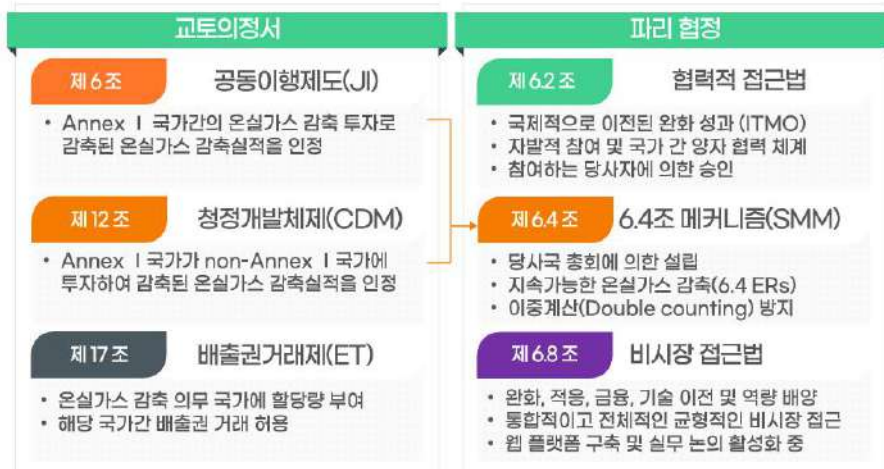 교토의정서
제6조 공동이행제도(JI)
• Annex I 국가간의 온실가스 감축 투자로
감축된 온실가스 감축실적을 인정
제12조 청정개발체제(CDM)
• Annex I 국가가 non-Annex I 국가에
투자하여 감축된 온실가스 감축실적을 인정
제17조 배출권거래제(ET)
• 온실가스 감축 의무 국가에 할당량 부여
• 해당 국가간 배출권 거래 허용
파리 협정
제6.2조 협력적 접근법
• 국제적으로 이전된 완화 성과 (ITMO)
• 자발적 참여 및 국가 간 양자 협력 체계
• 참여하는 당사자에 의한 승인
제6.4조 6.4조 메커니즘(SMM)
• 당사국 총회에 의한 설립
• 지속가능한 온실가스 감축(6.4 ERs)
• 이중계산(Double counting) 방지
제6.8조 비시장 접근법
• 완화, 적응, 금융, 기술 이전 및 역량 배양
• 통합적이고 전체적인 균형적인 비시장 접근
• 웹 플랫폼 구축 및 실무 논의 활성화 중